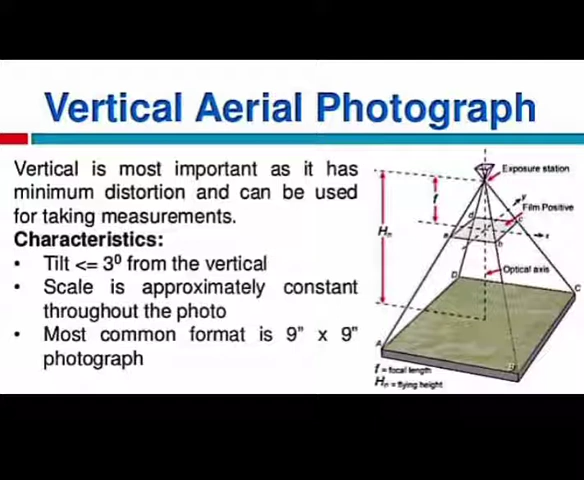 Vertical Aerial Photograph
Vertical is most important as it has
minimum distortion and can be used
for taking measurements.
Characteristics:
• Tilt <= 3⁰ from the vertical
• Scale is approximately constant
throughout the photo
• Most common format is 9” x 9”
photograph
Exposure station
f
y
Film Positive
d
c
Hn
a
b
x
Optical axis
D
C
A
B
f = focal length
Hn = flying height